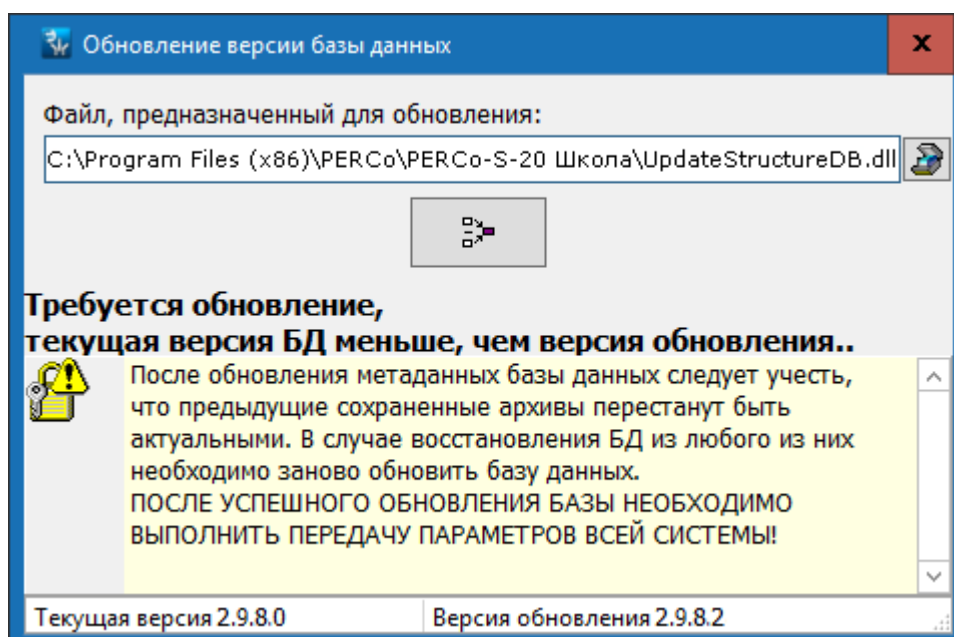 Обновление версии базы данных
x
Файл, предназначенный для обновления:
C:\Program Files (x86)\PERCo\PERCo-S-20 Школа\UpdateStructureDB.dll
Требуется обновление,
текущая версия БД меньше, чем версия обновления..
После обновления метаданных базы данных следует учесть,
что предыдущие сохраненные архивы перестанут быть
актуальными. В случае восстановления БД из любого из них
необходимо заново обновить базу данных.
ПОСЛЕ УСПЕШНОГО ОБНОВЛЕНИЯ БАЗЫ НЕОБХОДИМО
ВЫПОЛНИТЬ ПЕРЕДАЧУ ПАРАМЕТРОВ ВСЕЙ СИСТЕМЫ!
Текущая версия 2.9.8.0 Версия обновления 2.9.8.2